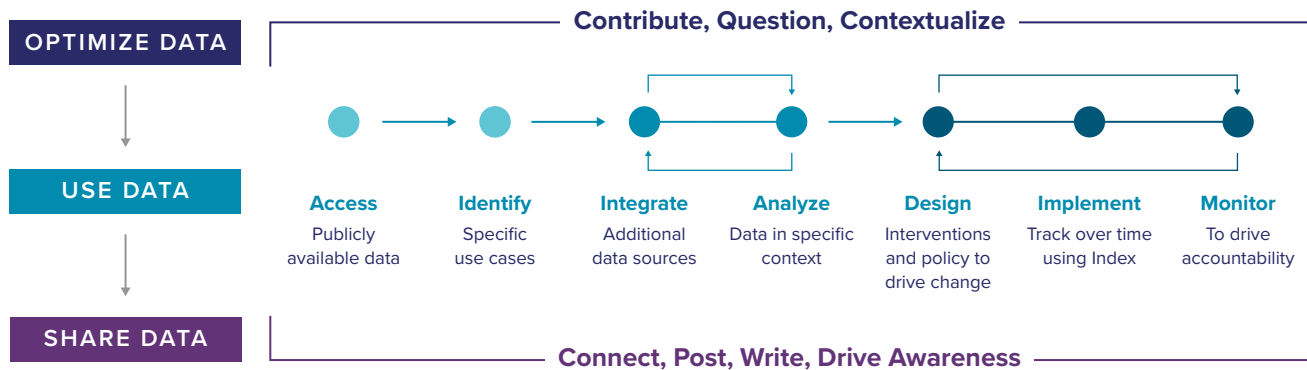 OPTIMIZE DATA
Contribute, Question, Contextualize
USE DATA
Access
Publicly
available data
Identify
Specific
use cases
Integrate
Additional
data sources
Analyze
Data in specific
context
Design
Interventions
and policy to
drive change
Implement
Track over time
using Index
Monitor
To drive
accountability
SHARE DATA
Connect, Post, Write, Drive Awareness